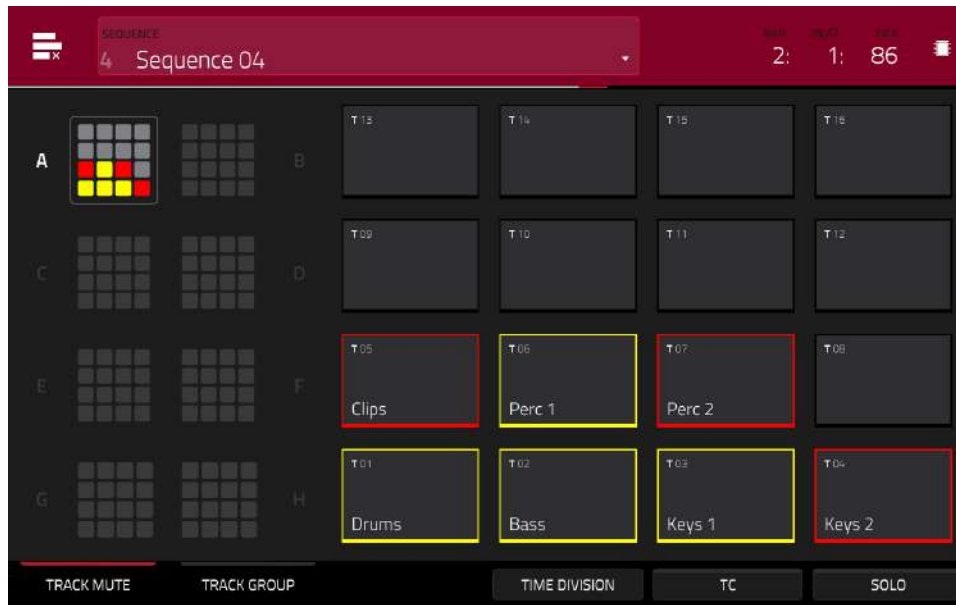 SEQUENCE
4 Sequence 04
2: 1: 86
A
B
T 13
T 14
T 15
T 16
C
D
T 09
T 10
T 11
T 12
E
F
T 05
T 06
T 07
T 08
Clips
Perc 1
Perc 2
G
H
T 01
T 02
T 03
T 04
Drums
Bass
Keys 1
Keys 2
TRACK MUTE
TRACK GROUP
TIME DIVISION
TC
SOLO